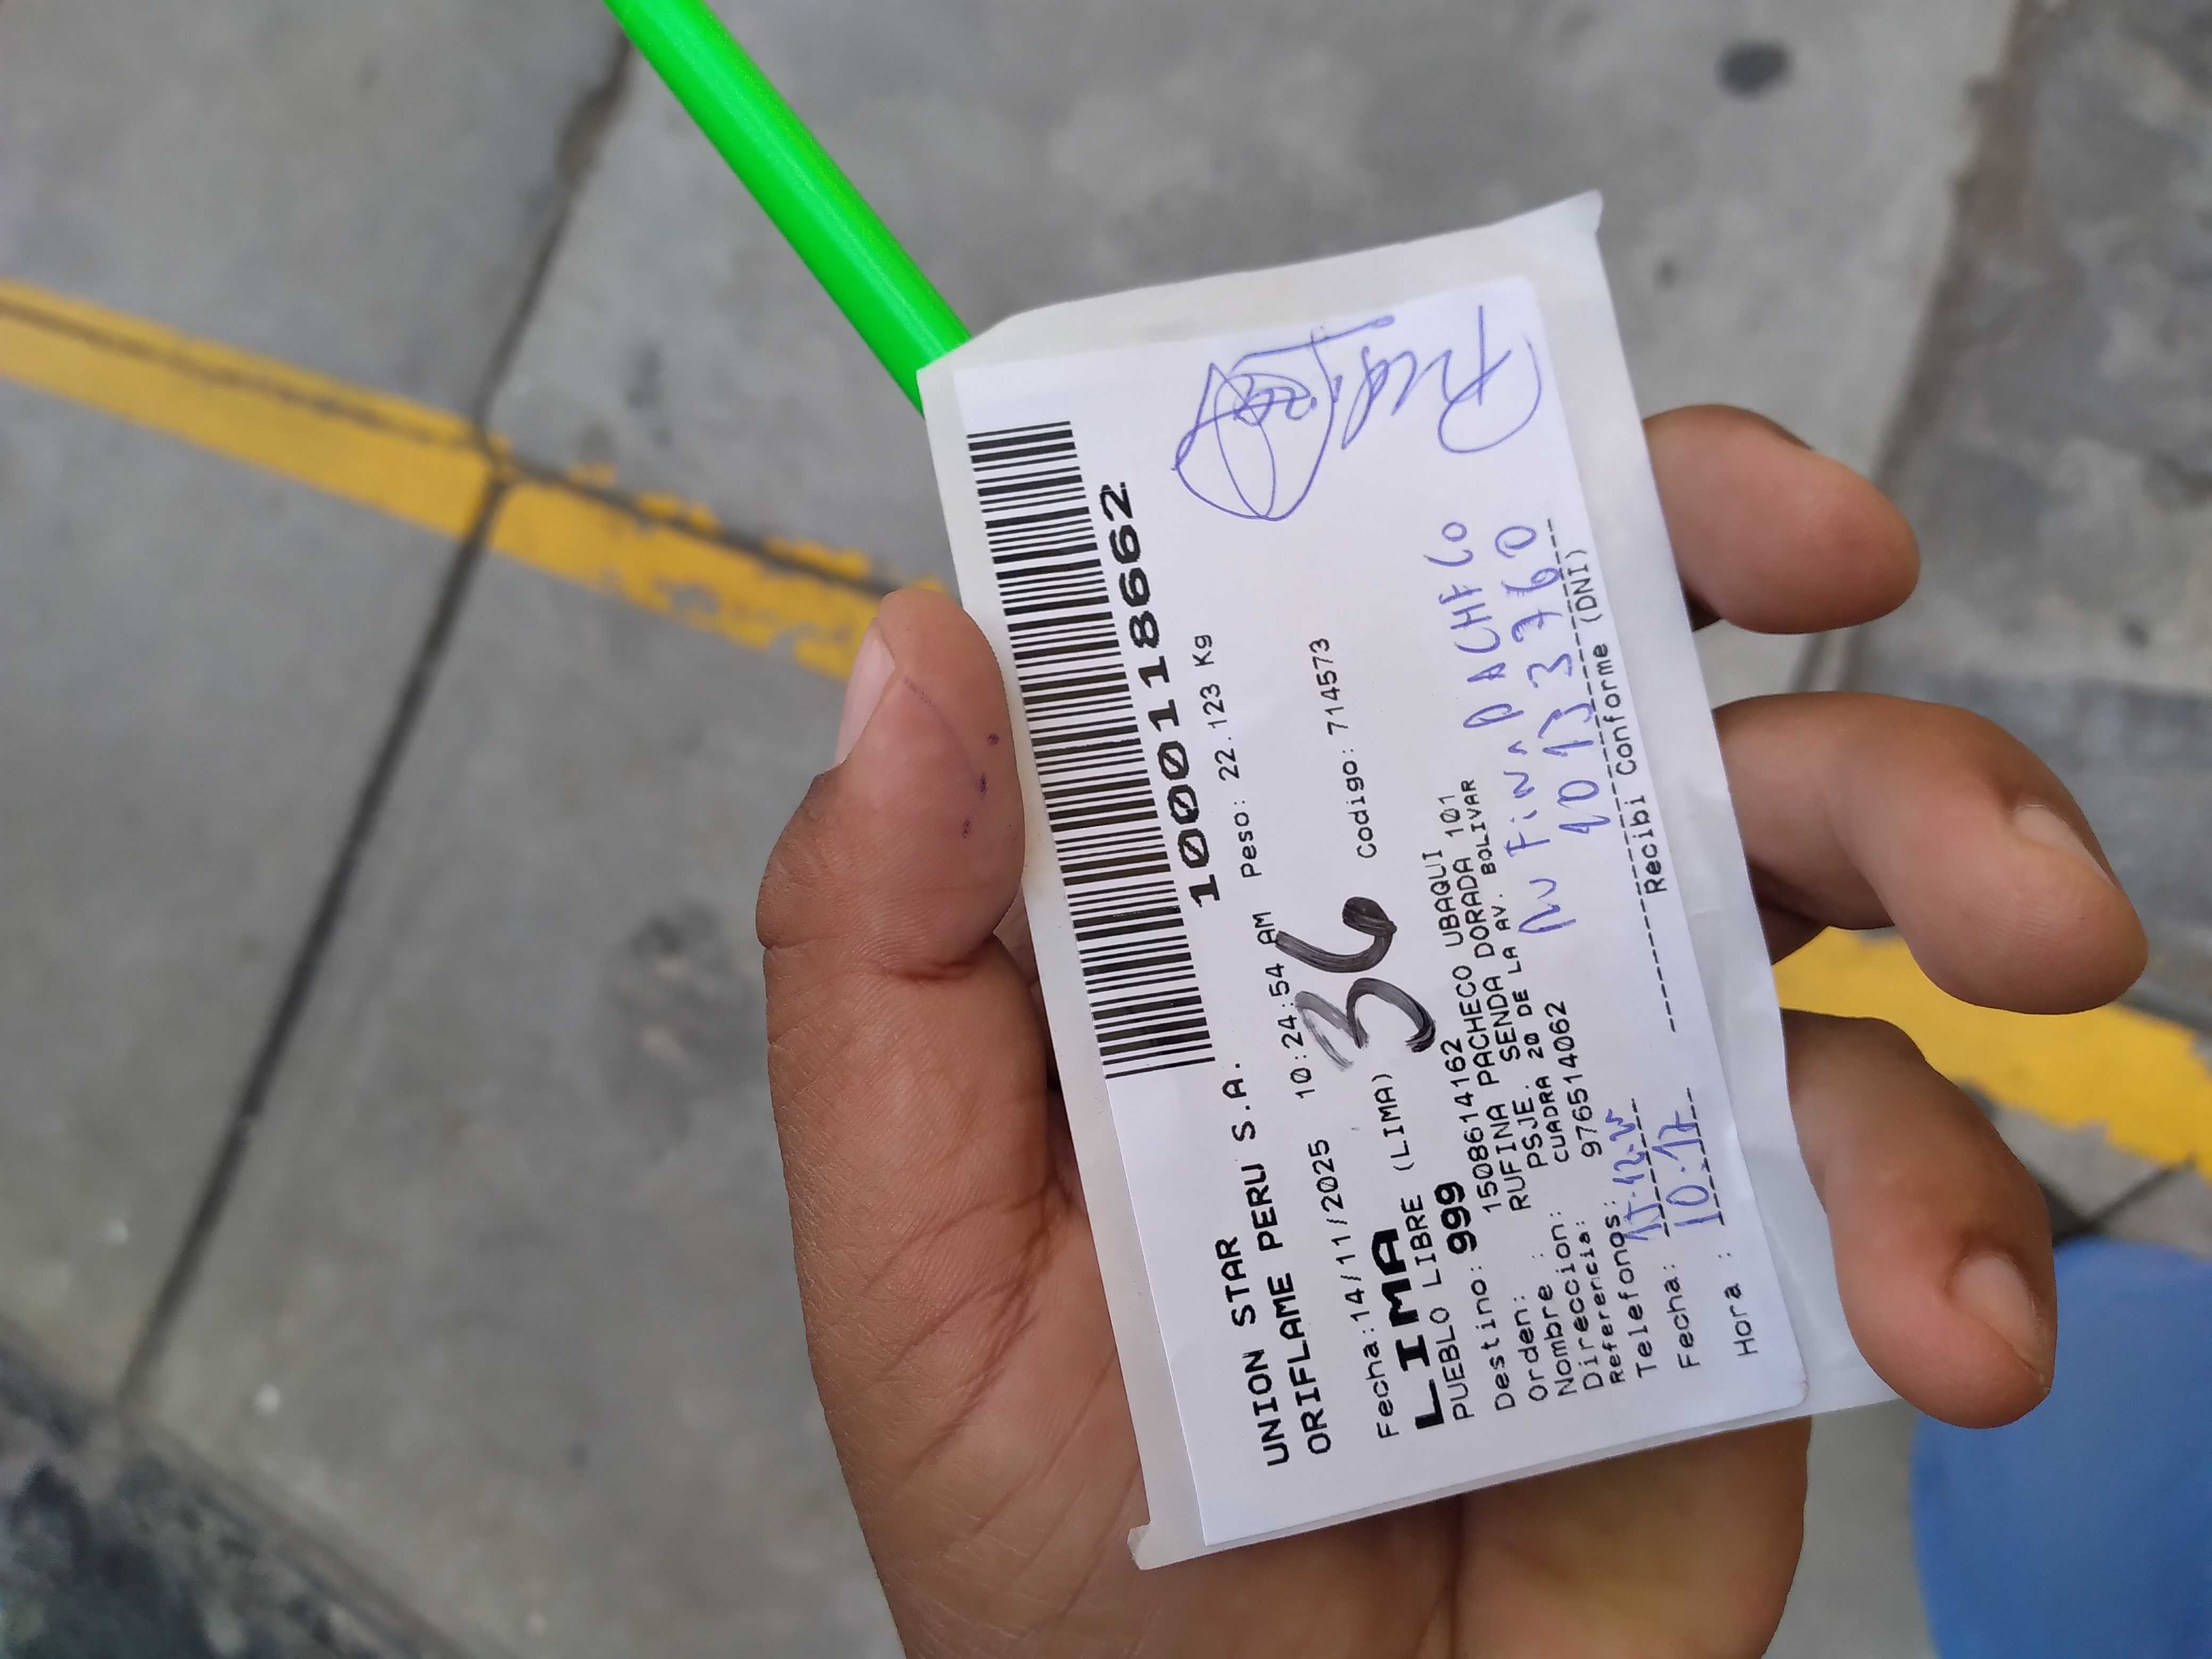 1000118662
UNION STAR
ORIFLAME PERU S.A.
Fecha:14/11/2025 10:24:54 AM Peso: 22.123 Kg
LIMA
36
PUEBLO LIBRE (LIMA) Codigo: 714573
Destino: 999
Orden: 1508614162
Nombre : RUFINA PACHECO UBAQUI
Direccion: PSJE. SENDA DORADA 101
Referencia: CUADRA 20 DE LA AV. BOLIVAR
Telefonos: 976514062
RUFINA PACHECO
10133760
Fecha:
Hora : 10.17
Recibi Conforme (DNI)